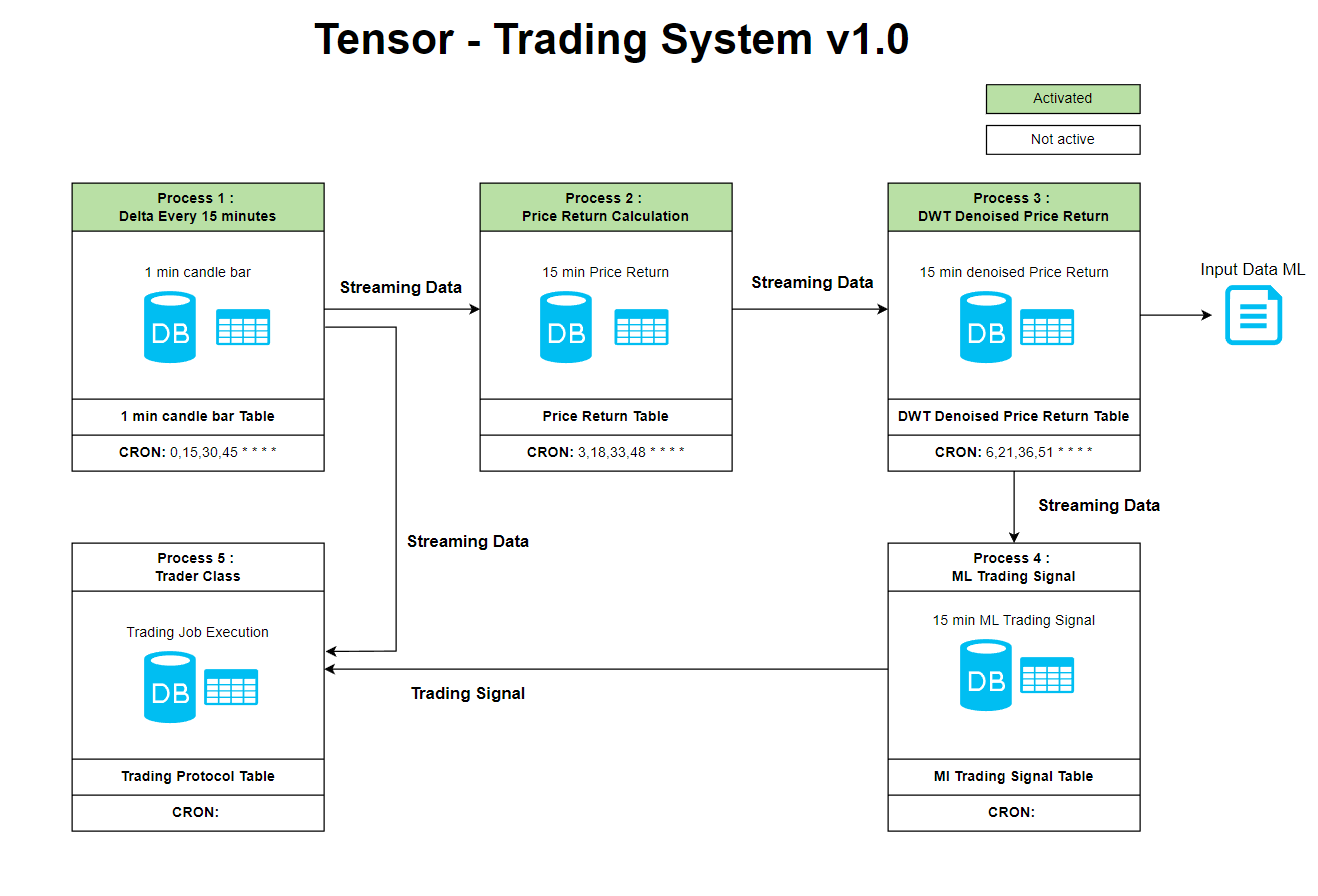 Tensor - Trading System v1.0
Activated
Not active
Process 1 :
Delta Every 15 minutes
1 min candle bar
DB
1 min candle bar Table
CRON: 0,15,30,45 * * * *
Streaming Data
Process 2 :
Price Return Calculation
15 min Price Return
DB
Price Return Table
CRON: 3,18,33,48 * * * *
Streaming Data
Process 3 :
DWT Denoised Price Return
15 min denoised Price Return
DB
DWT Denoised Price Return Table
CRON: 6,21,36,51 * * * *
Input Data ML
Streaming Data
Streaming Data
Process 5 :
Trader Class
Trading Job Execution
DB
Trading Protocol Table
CRON:
Trading Signal
Process 4 :
ML Trading Signal
15 min ML Trading Signal
DB
Ml Trading Signal Table
CRON: